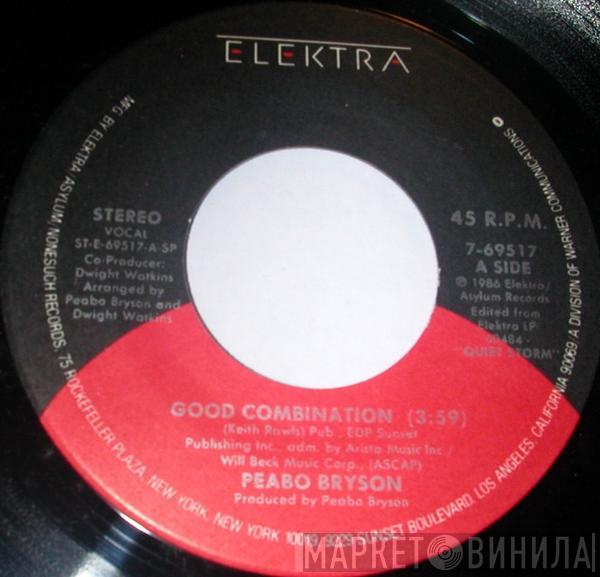 ELEKTRA
STEREO
VOCAL
ST-E-69517-A-SP
Co-Producer:
Dwight Watkins
Arranged by
Peabo Bryson and
Dwight Watkins
45 R.P.M.
7-69517
A SIDE
℗ 1986 Elektra/
Asylum Records
Edited from
Elektra LP
60484 -
"QUIET STORM"
GOOD COMBINATION (3:59)
(Keith Rawls) Pub., EDP Sunset
Publishing Inc., adm. by Arista Music Inc./
Will Beck Music Corp., (ASCAP)
PEABO BRYSON
Produced by Peabo Bryson
MFG BY ELEKTRA/ASYLUM/NONESUCH RECORDS, 75 ROCKEFELLER PLAZA, NEW YORK, NEW YORK 10019, 9229 SUNSET BOULEVARD, LOS ANGELES, CALIFORNIA 90069, A DIVISION OF WARNER COMMUNICATIONS
МАРКЕТ ВИНИЛА